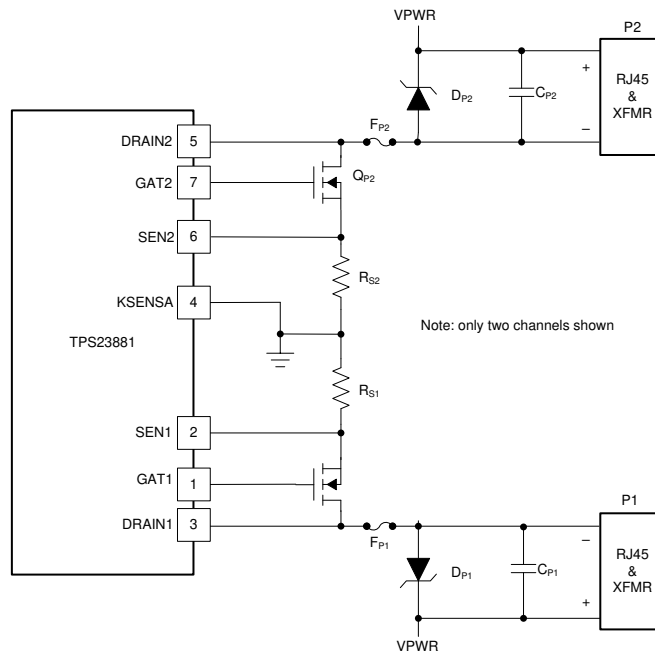 VPWR
P2
+
RJ45
&
XFMR
–
DP2
CP2
FP2
DRAIN2 5
GAT2 7
QP2
SEN2 6
RS2
KSENSA 4
Note: only two channels shown
TPS23881
RS1
SEN1 2
GAT1 1
DRAIN1 3
FP1
P1
–
RJ45
&
XFMR
+
DP1
CP1
VPWR